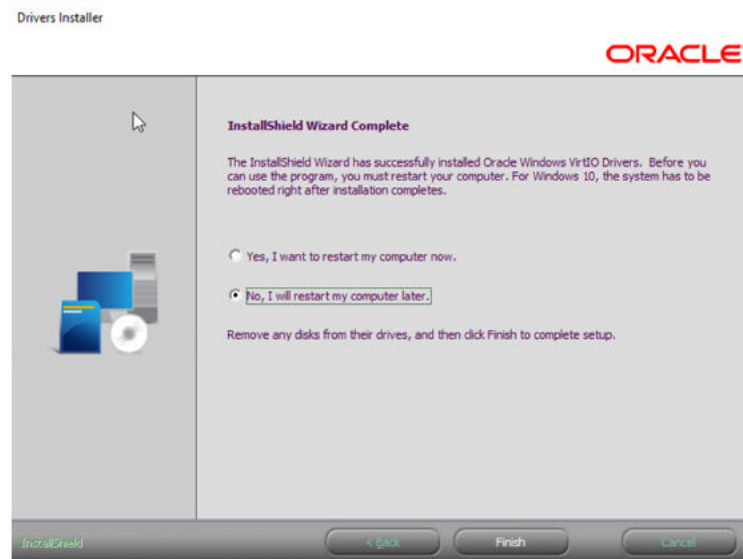 Drivers Installer
ORACLE
InstallShield Wizard Complete
The InstallShield Wizard has successfully installed Oracle Windows VirtIO Drivers. Before you
can use the program, you must restart your computer. For Windows 10, the system has to be
rebooted right after installation completes.
Yes, I want to restart my computer now.
No, I will restart my computer later.
Remove any disks from their drives, and then click Finish to complete setup.
InstallShield
< Back
Finish
Cancel